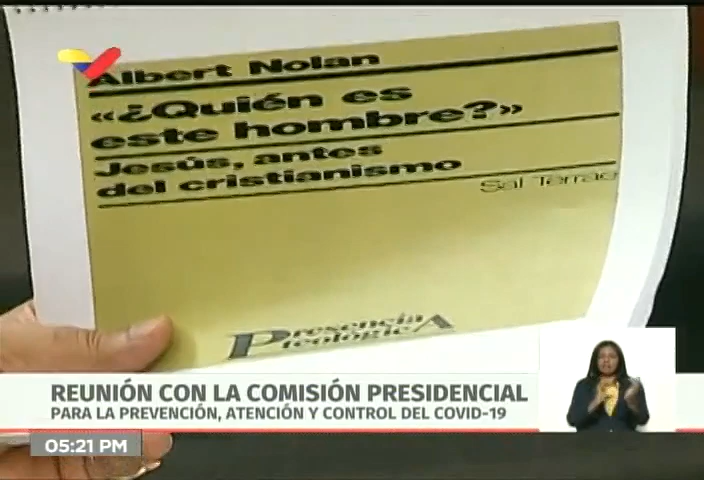 Albert Nolan
«¿Quién es
este hombre?»
Jesús, antes
del cristianismo
Sal Terrae
Presencia
Teológica
REUNIÓN CON LA COMISIÓN PRESIDENCIAL
PARA LA PREVENCIÓN, ATENCIÓN Y CONTROL DEL COVID-19
05:21 PM